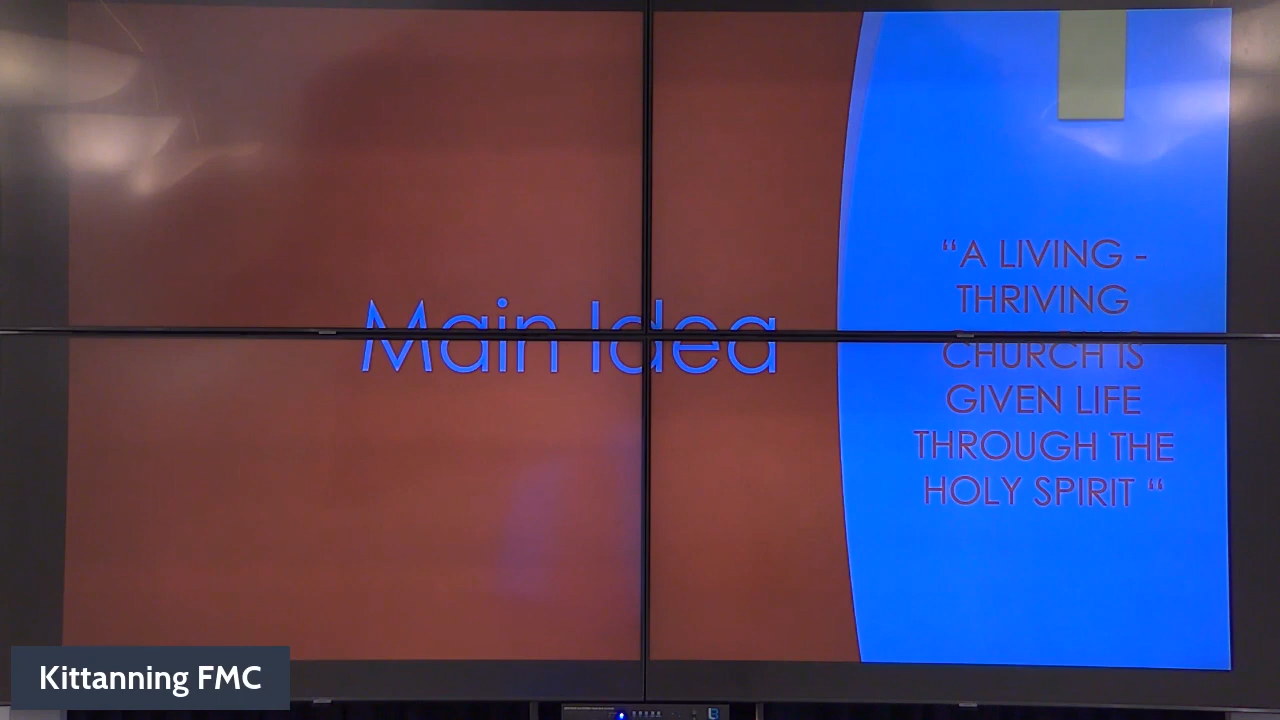 Main Idea
“A LIVING -
THRIVING
CHURCH IS
GIVEN LIFE
THROUGH THE
HOLY SPIRIT “
Kittanning FMC